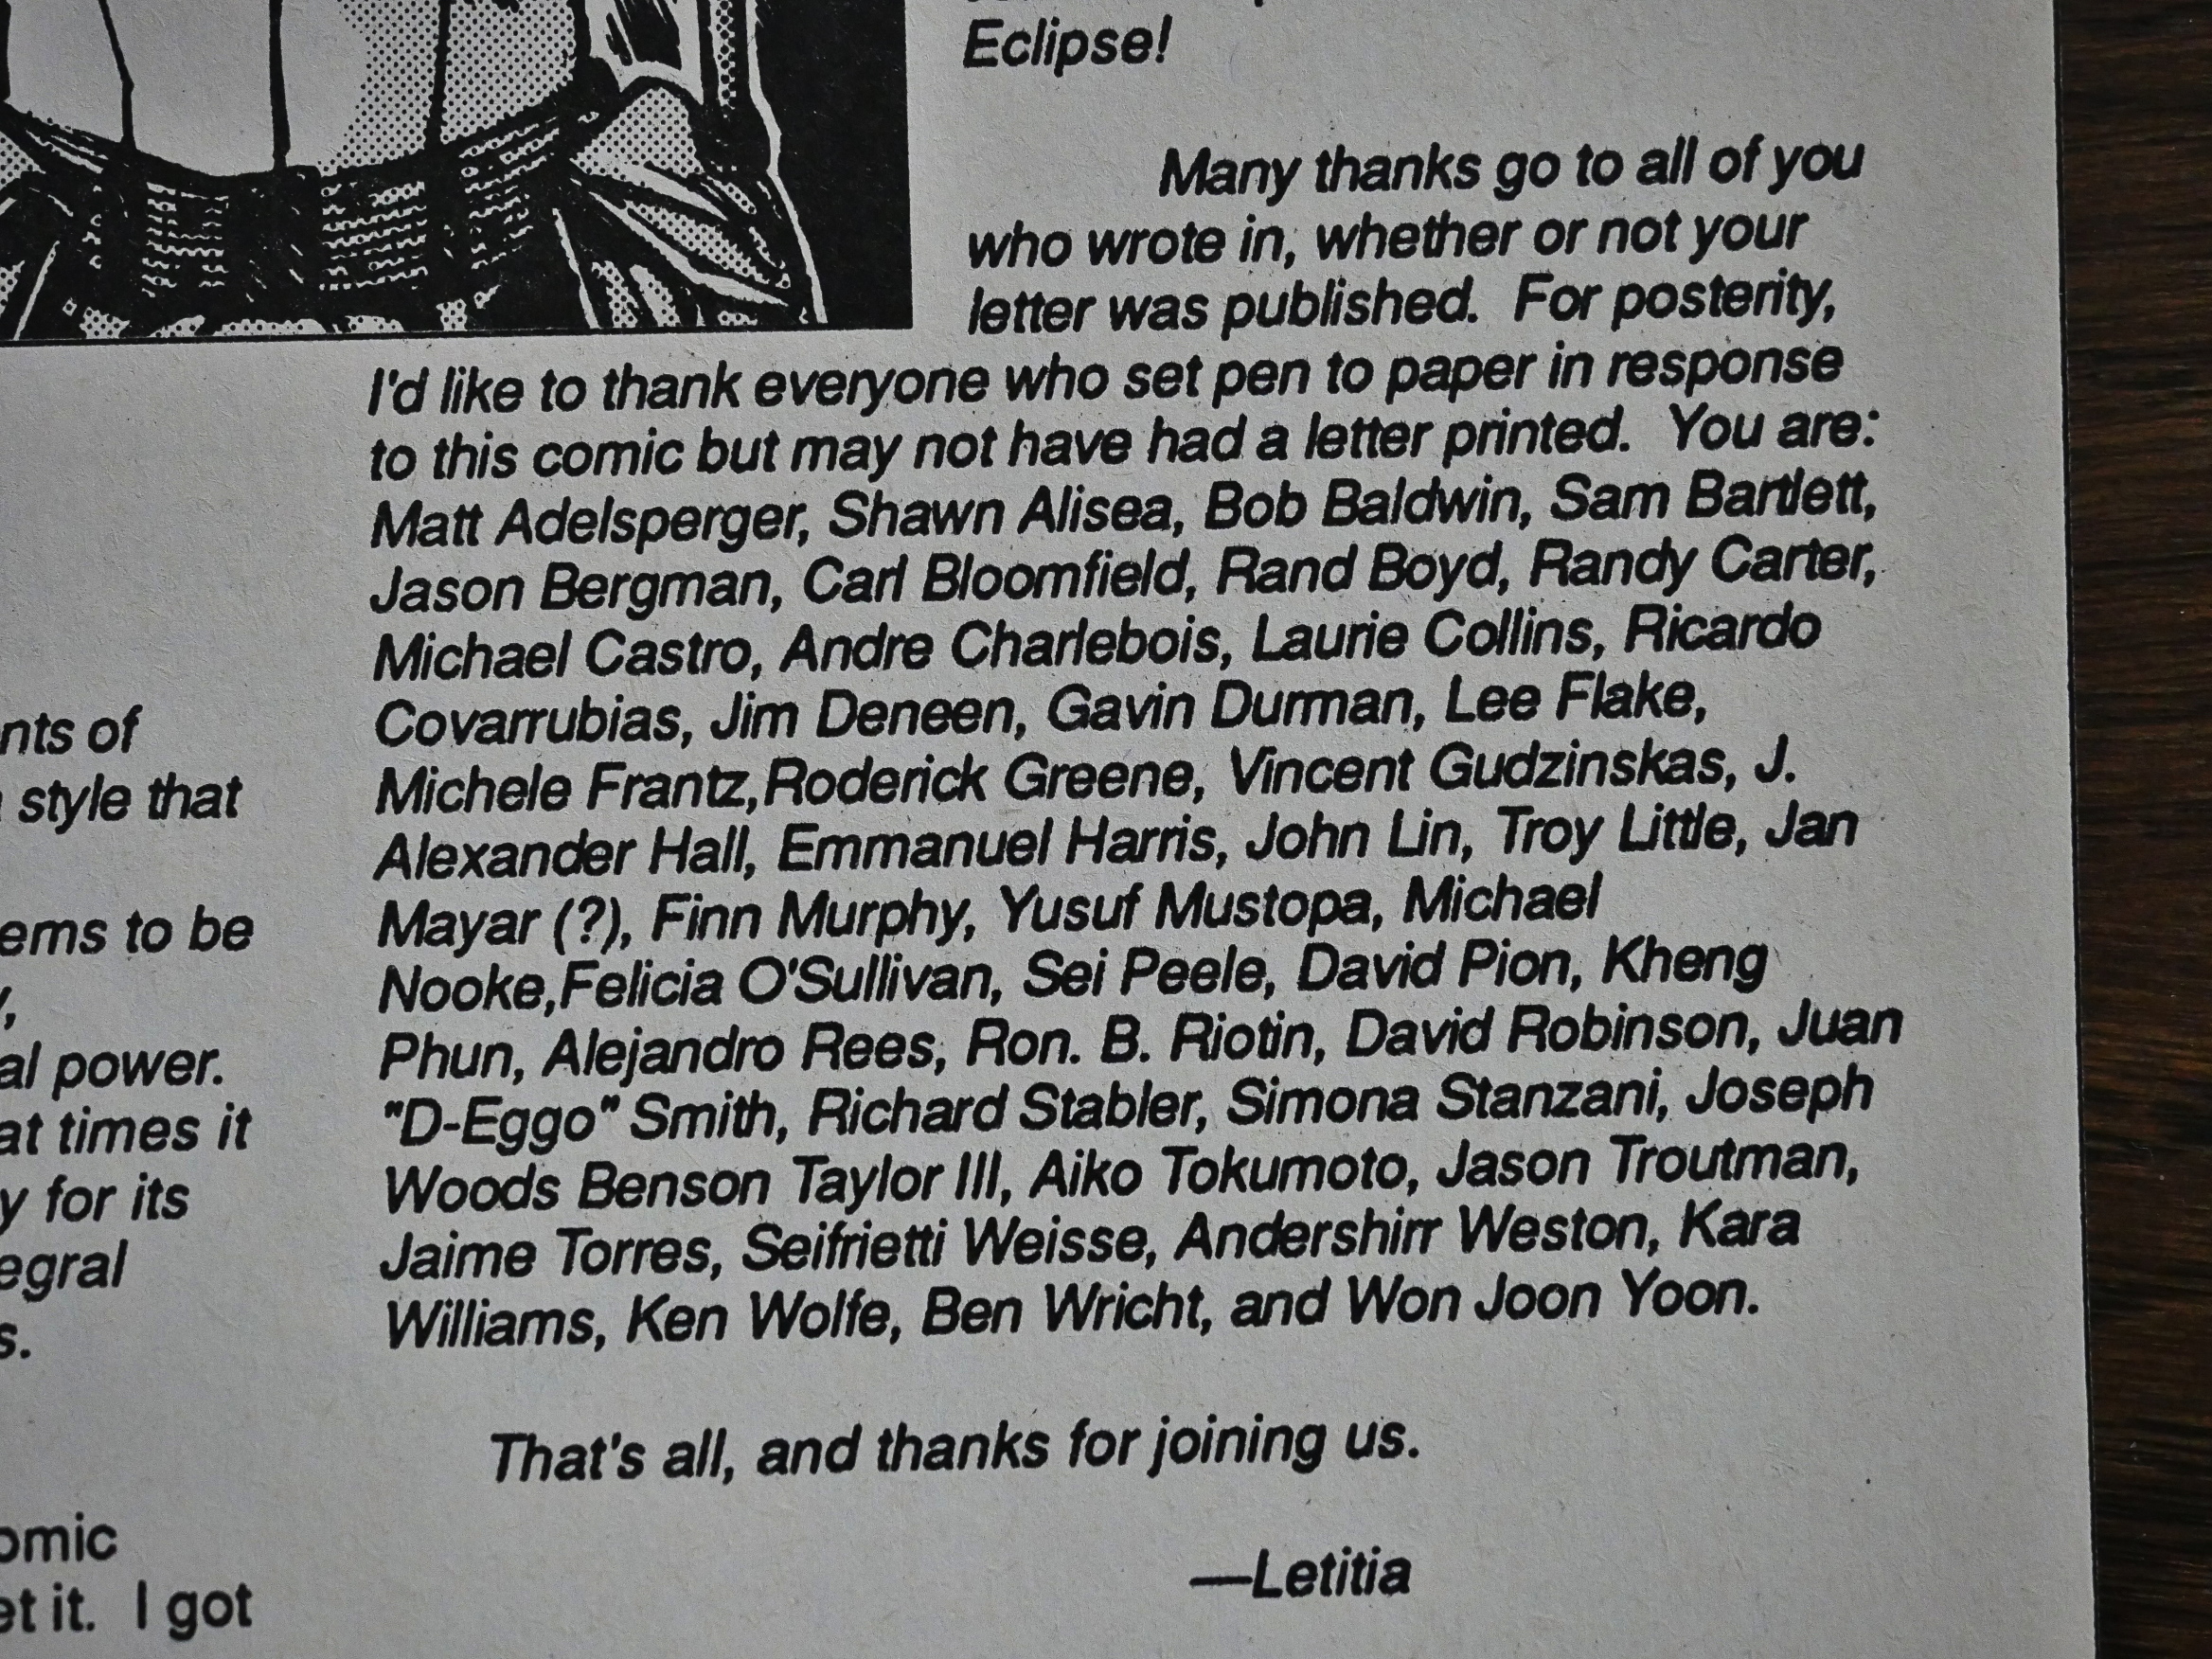 nts of
style that
ems to be
y,
al power.
at times it
y for its
egral
s.
omic
et it.  I got
Eclipse!
Many thanks go to all of you
who wrote in, whether or not your
letter was published.  For posterity,
I'd like to thank everyone who set pen to paper in response
to this comic but may not have had a letter printed.  You are:
Matt Adelsperger, Shawn Alisea, Bob Baldwin, Sam Bartlett,
Jason Bergman, Carl Bloomfield, Rand Boyd, Randy Carter,
Michael Castro, Andre Charlebois, Laurie Collins, Ricardo
Covarrubias, Jim Deneen, Gavin Durman, Lee Flake,
Michele Frantz,Roderick Greene, Vincent Gudzinskas, J.
Alexander Hall, Emmanuel Harris, John Lin, Troy Little, Jan
Mayar (?), Finn Murphy, Yusuf Mustopa, Michael
Nooke,Felicia O'Sullivan, Sei Peele, David Pion, Kheng
Phun, Alejandro Rees, Ron. B. Riotin, David Robinson, Juan
"D-Eggo" Smith, Richard Stabler, Simona Stanzani, Joseph
Woods Benson Taylor III, Aiko Tokumoto, Jason Troutman,
Jaime Torres, Seifrietti Weisse, Andershirr Weston, Kara
Williams, Ken Wolfe, Ben Wricht, and Won Joon Yoon.
That's all, and thanks for joining us.
—Letitia